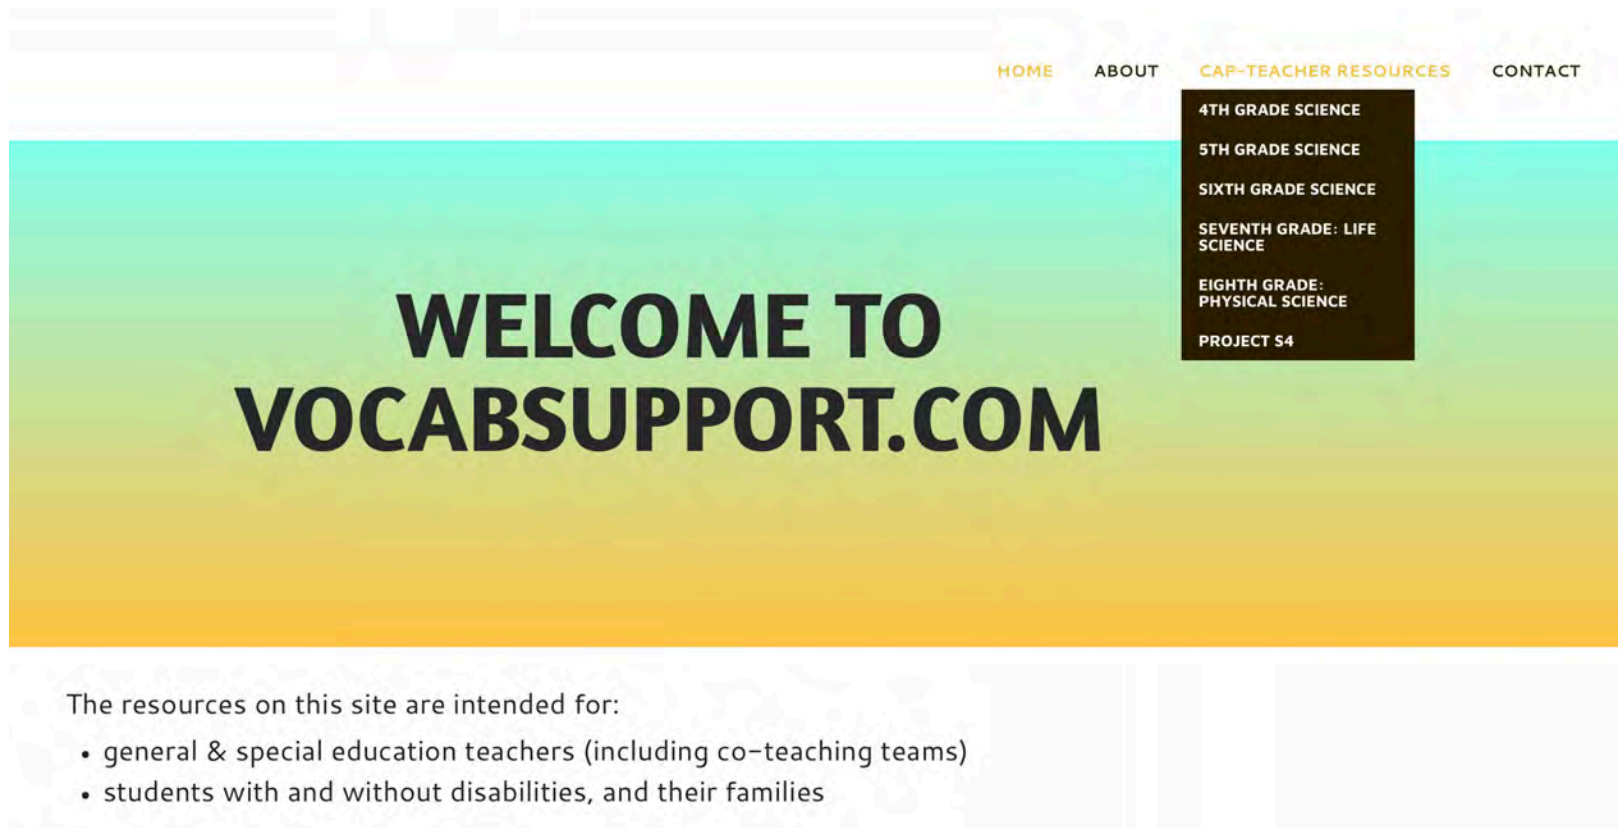 HOME ABOUT CAP-TEACHER RESOURCES CONTACT
4TH GRADE SCIENCE
5TH GRADE SCIENCE
SIXTH GRADE SCIENCE
SEVENTH GRADE: LIFE
SCIENCE
EIGHTH GRADE:
PHYSICAL SCIENCE
PROJECT S4
WELCOME TO
VOCABSUPPORT.COM
The resources on this site are intended for:
• general & special education teachers (including co-teaching teams)
• students with and without disabilities, and their families